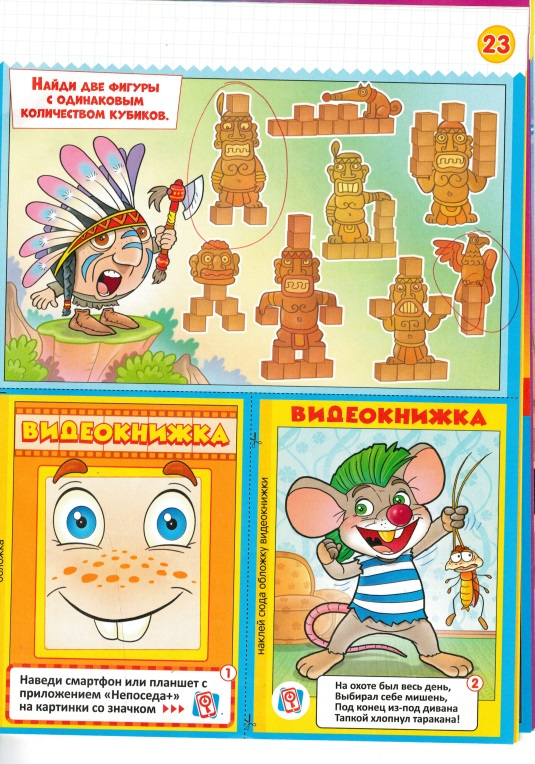 23
НАЙДИ ДВЕ ФИГУРЫ
С ОДИНАКОВЫМ
КОЛИЧЕСТВОМ КУБИКОВ.
ВИДЕОКНИЖКА
1
Наведи смартфон или планшет с
приложением «Непоседа+»
на картинки со значком >>>
наклей сюда обложку видеокнижки
ВИДЕОКНИЖКА
2
На охоте был весь день,
Выбирал себе мишень,
Под конец из-под дивана
Тапкой хлопнул таракана!